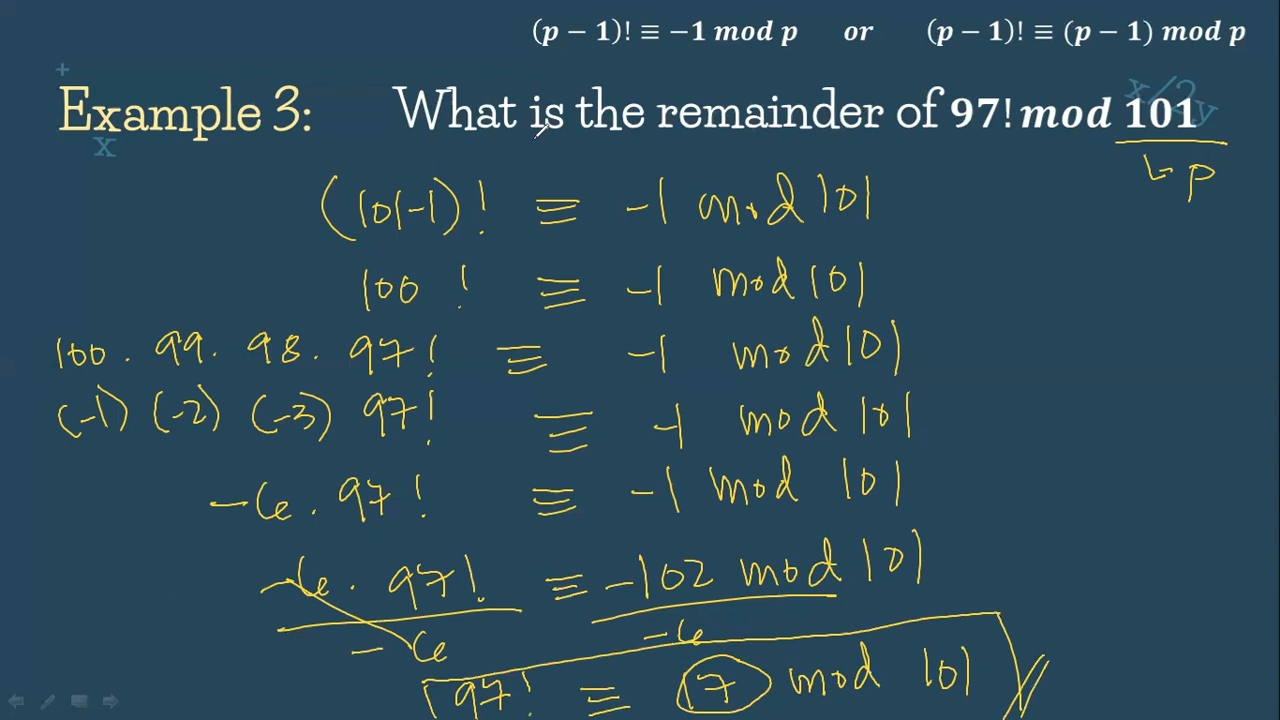 (p − 1)! ≡ −1 mod p or (p − 1)! ≡ (p − 1) mod p
Example 3: What is the remainder of 97! mod 101
↳ p
(101-1)! ≡ -1 mod 101
100! ≡ -1 mod 101
100 · 99 · 98 · 97! ≡ -1 mod 101
(-1) (-2) (-3) 97! ≡ -1 mod 101
-6 · 97! ≡ -1 mod 101
-6 · 97! ≡ -102 mod 101
-6 -6
97! ≡ 17 mod 101